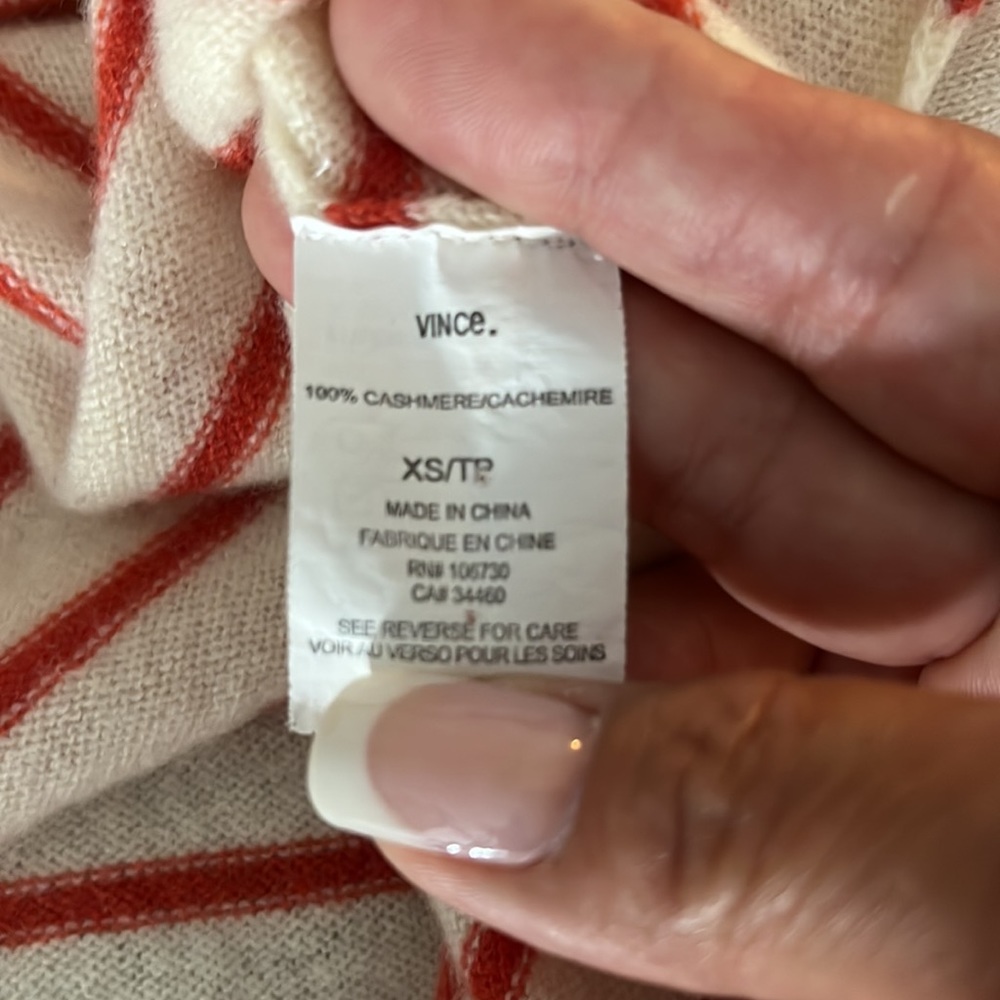 VINCe.
100% CASHMERE/CACHEMIRE
XS/TP
MADE IN CHINA
FABRIQUE EN CHINE
RN# 106730
CA# 34460
SEE REVERSE FOR CARE
VOIR AU VERSO POUR LES SOINS